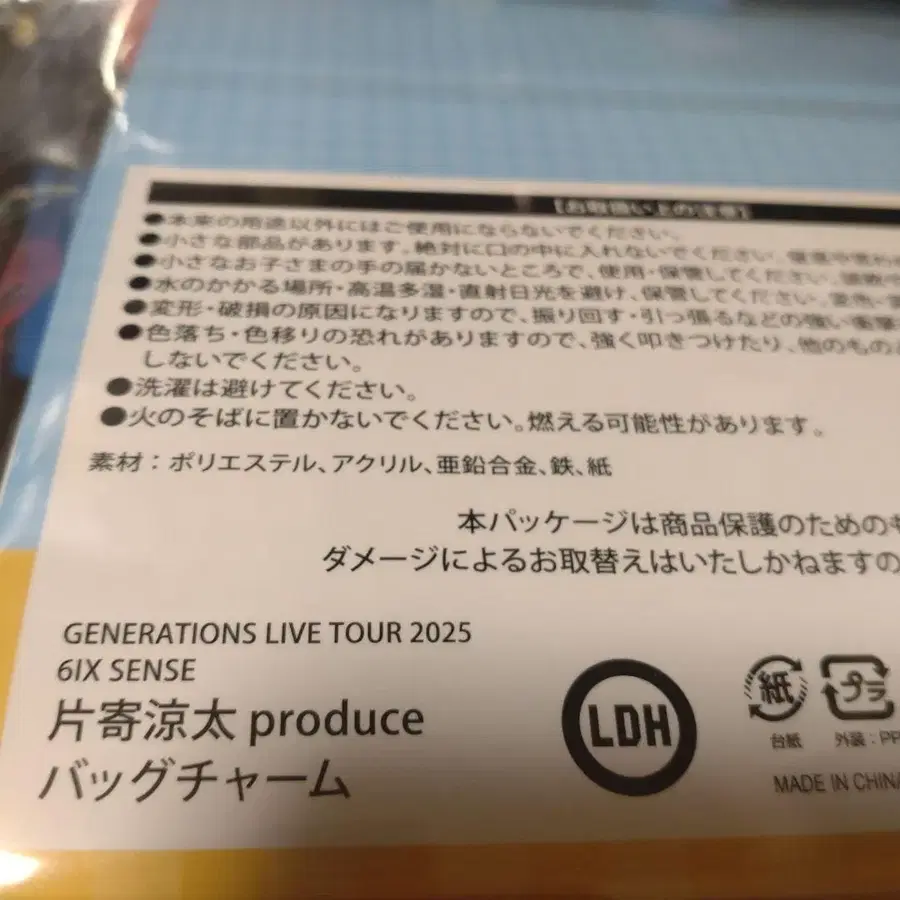 【お取扱い上の注意】
●本来の用途以外にはご使用にならないでください。
●小さな部品があります。絶対に口の中に入れないでください。
●小さなお子さまの手の届かないところで、使用・保管してください。
●水のかかる場所・高温多湿・直射日光を避け、保管してください。
●変形・破損の原因になりますので、振り回す・引っ張るなどの強い衝撃
●色落ち・色移りの恐れがありますので、強く叩きつけたり、他のもの
しないでください。
●洗濯は避けてください。
●火のそばに置かないでください。燃える可能性があります。
素材：ポリエステル、アクリル、亜鉛合金、鉄、紙
本パッケージは商品保護のための
ダメージによるお取替えはいたしかねますの
GENERATIONS LIVE TOUR 2025
6IX SENSE
片寄涼太 produce
バッグチャーム
LDH
紙
プラ
台紙
外装：PP
MADE IN CHINA